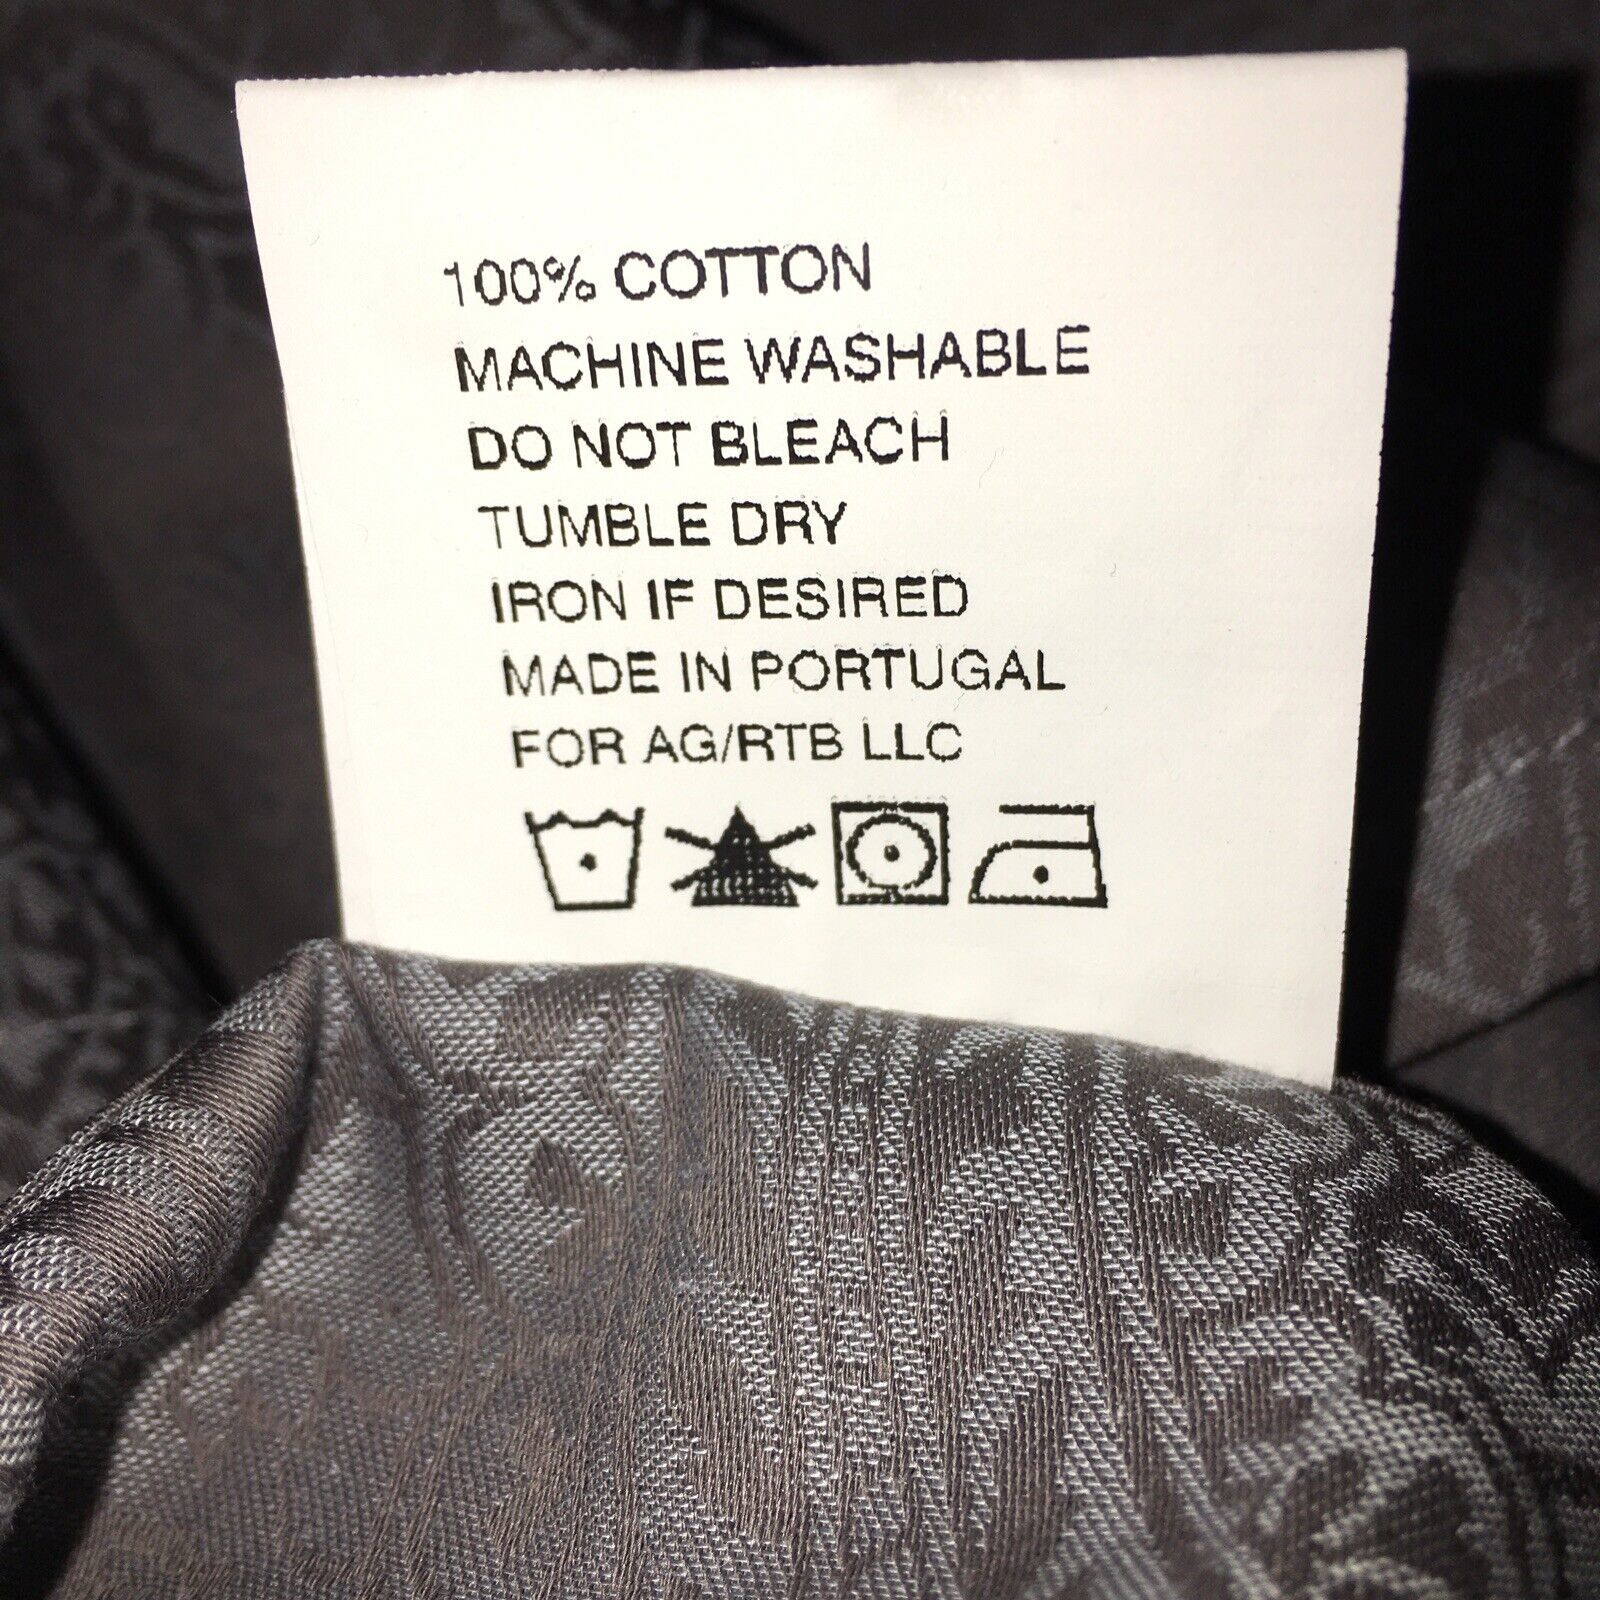 100% COTTON
MACHINE WASHABLE
DO NOT BLEACH
TUMBLE DRY
IRON IF DESIRED
MADE IN PORTUGAL
FOR AG/RTB LLC